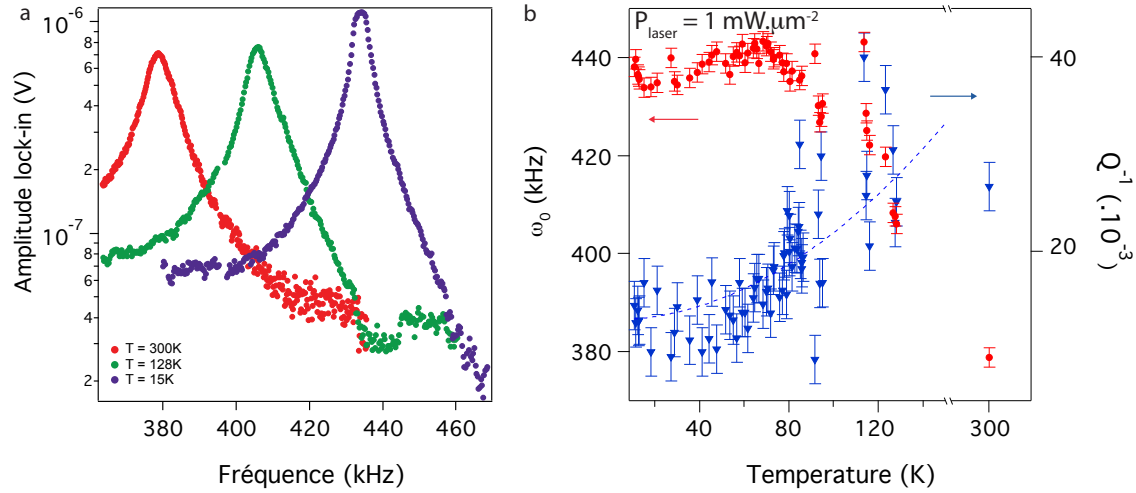 a
10⁻⁶
8
6
4
2
10⁻⁷
8
6
4
2
Amplitude lock-in (V)
T = 300K
T = 128K
T = 15K
380
400
420
440
460
Fréquence (kHz)
b
P_laser = 1 mW.µm⁻²
440
420
400
380
ω₀ (kHz)
40
20
Q⁻¹ (.10⁻³)
40
80
120
300
Temperature (K)